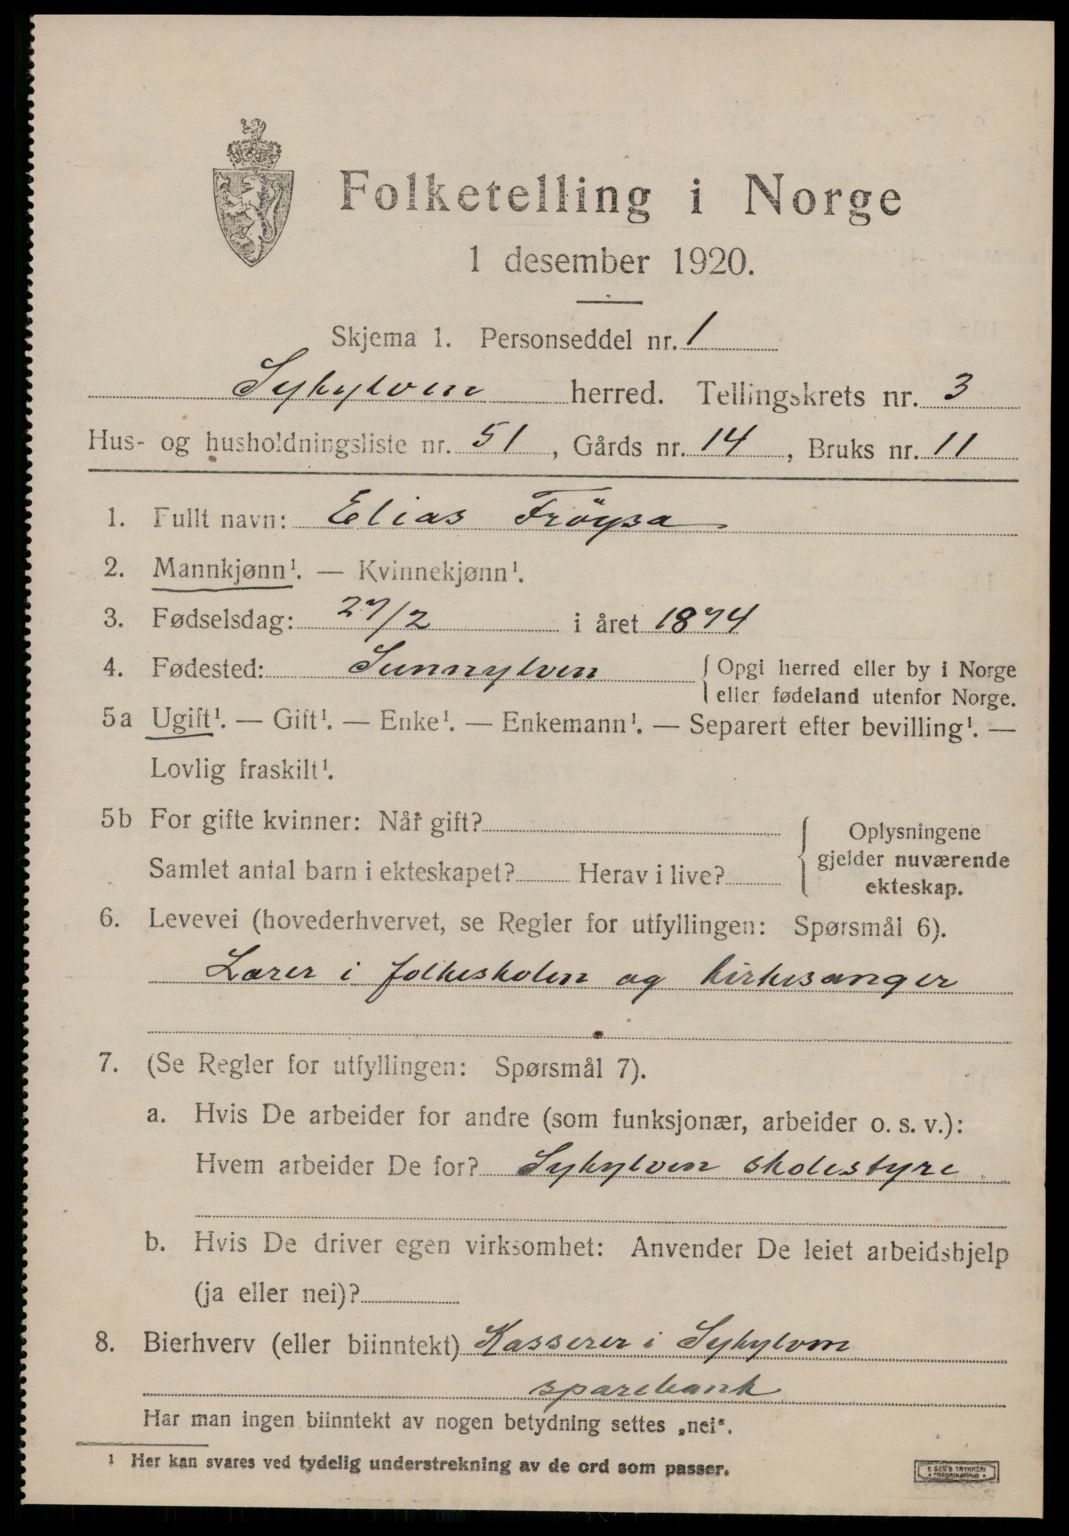 Folketelling i Norge
1 desember 1920.
Skjema 1. Personseddel nr. 1
Sykylven herred. Tellingskrets nr. 3
Hus- og husholdningsliste nr. 51, Gårds nr. 14, Bruks nr. 11
1. Fullt navn: Elias Fröysa
2. Mannkjønn¹. — Kvinnekjønn¹.
3. Fødselsdag: 27/2 i året 1874
4. Fødested: Sunnylven
{ Opgi herred eller by i Norge
eller fødeland utenfor Norge.
5a Ugift¹. — Gift¹. — Enke¹. — Enkemann¹. — Separert efter bevilling¹. —
Lovlig fraskilt¹.
5b For gifte kvinner: Når gift?
Samlet antal barn i ekteskapet? Herav i live?
{ Oplysningene
gjelder nuværende
ekteskap.
6. Levevei (hovederhvervet, se Regler for utfyllingen: Spørsmål 6).
Lærer i folkeskolen og kirkesanger
7. (Se Regler for utfyllingen: Spørsmål 7).
a. Hvis De arbeider for andre (som funksjonær, arbeider o. s. v.):
Hvem arbeider De for? Sykylven skolestyre
b. Hvis De driver egen virksomhet: Anvender De leiet arbeidshjelp
(ja eller nei)?
8. Bierhverv (eller biinntekt) Kasserer i Sykylven
sparebank
Har man ingen biinntekt av nogen betydning settes „nei“.
¹ Her kan svares ved tydelig understrekning av de ord som passer.